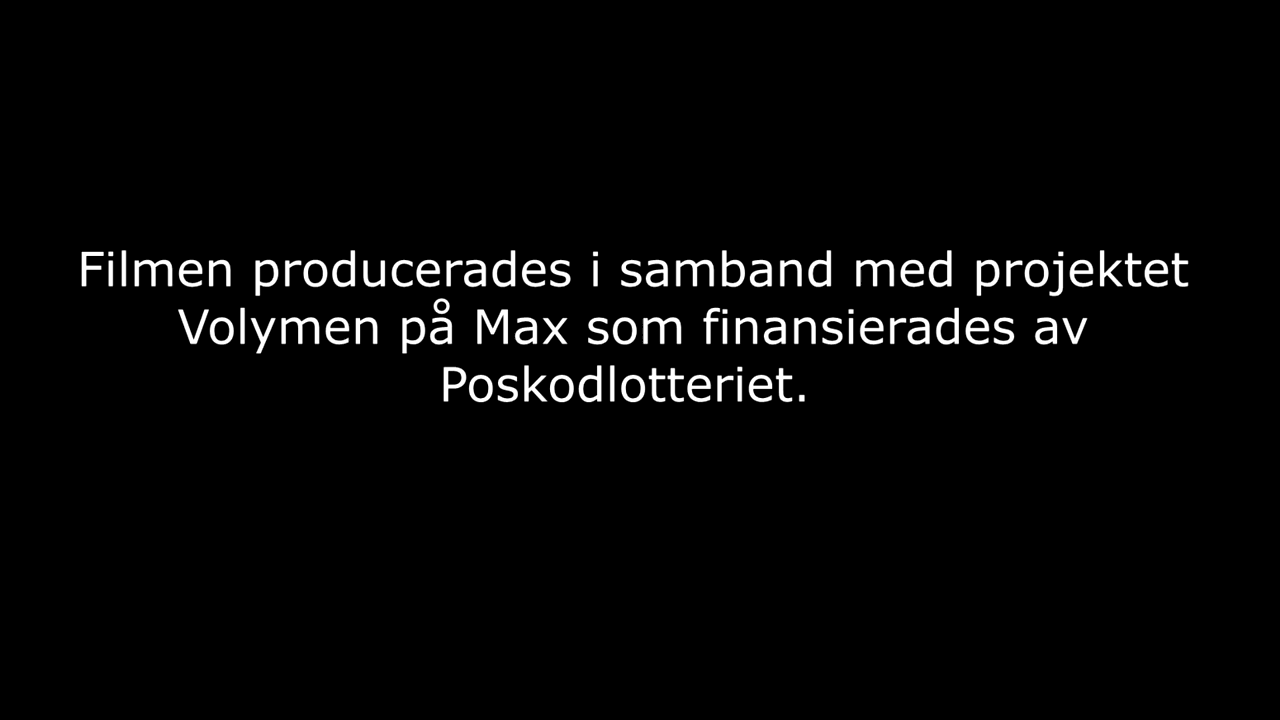 Filmen producerades i samband med projektet
Volymen på Max som finansierades av
Poskodlotteriet.